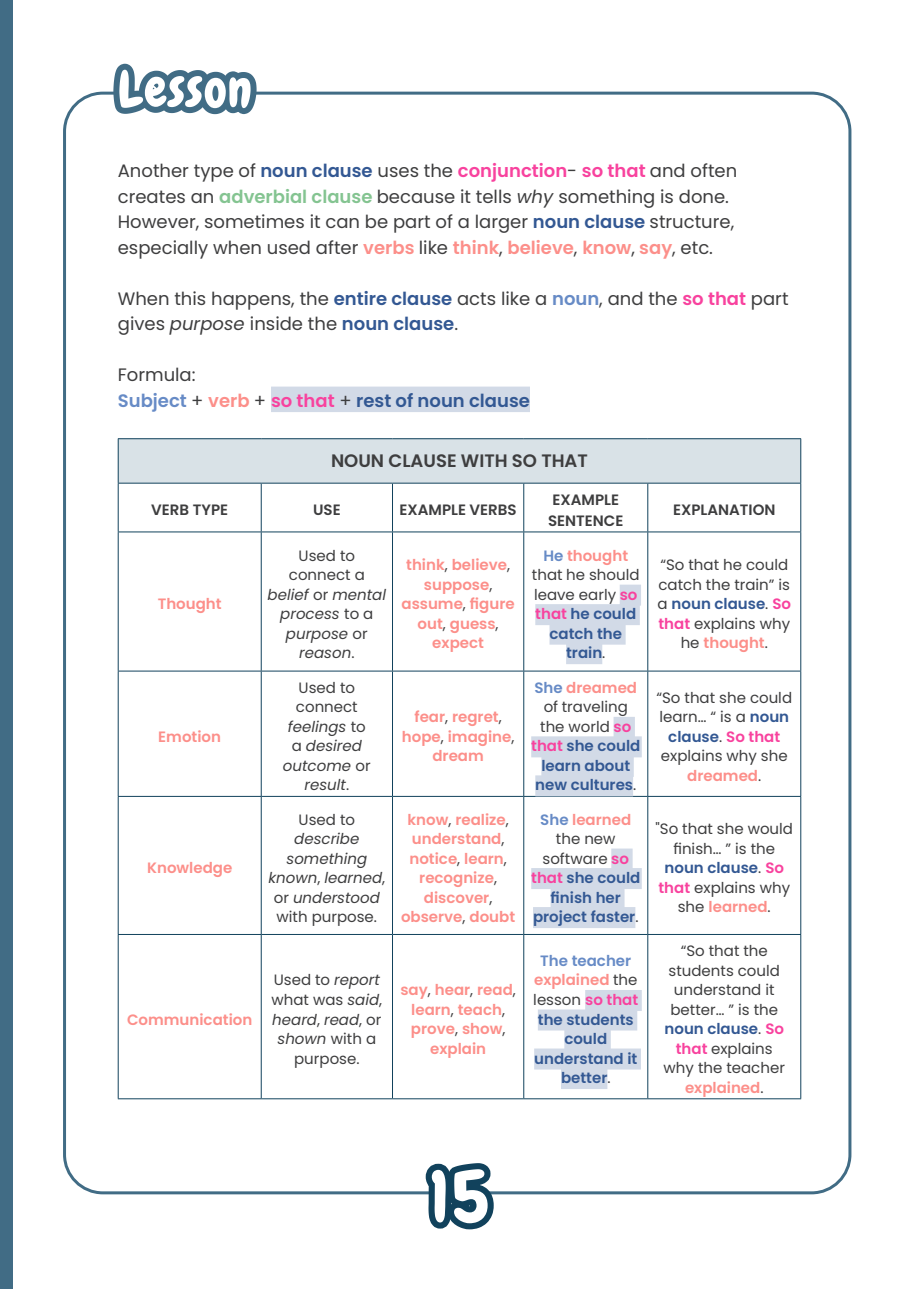 Lesson
Another type of noun clause uses the conjunction- so that and often
creates an adverbial clause because it tells why something is done.
However, sometimes it can be part of a larger noun clause structure,
especially when used after verbs like think, believe, know, say, etc.
When this happens, the entire clause acts like a noun, and the so that part
gives purpose inside the noun clause.
Formula:
Subject + verb + so that + rest of noun clause
NOUN CLAUSE WITH SO THAT
VERB TYPE
USE
EXAMPLE VERBS
EXAMPLE
SENTENCE
EXPLANATION
Thought
Used to
connect a
belief or mental
process to a
purpose or
reason.
think, believe,
suppose,
assume, figure
out, guess,
expect
He thought
that he should
leave early so
that he could
catch the
train.
“So that he could
catch the train” is
a noun clause. So
that explains why
he thought.
Emotion
Used to
connect
feelings to
a desired
outcome or
result.
fear, regret,
hope, imagine,
dream
She dreamed
of traveling
the world so
that she could
learn about
new cultures.
“So that she could
learn… “ is a noun
clause. So that
explains why she
dreamed.
Knowledge
Used to
describe
something
known, learned,
or understood
with purpose.
know, realize,
understand,
notice, learn,
recognize,
discover,
observe, doubt
She learned
the new
software so
that she could
finish her
project faster.
"So that she would
finish… ” is the
noun clause. So
that explains why
she learned.
Communication
Used to report
what was said,
heard, read, or
shown with a
purpose.
say, hear, read,
learn, teach,
prove, show,
explain
The teacher
explained the
lesson so that
the students
could
understand it
better.
“So that the
students could
understand it
better… ” is the
noun clause. So
that explains
why the teacher
explained.
15